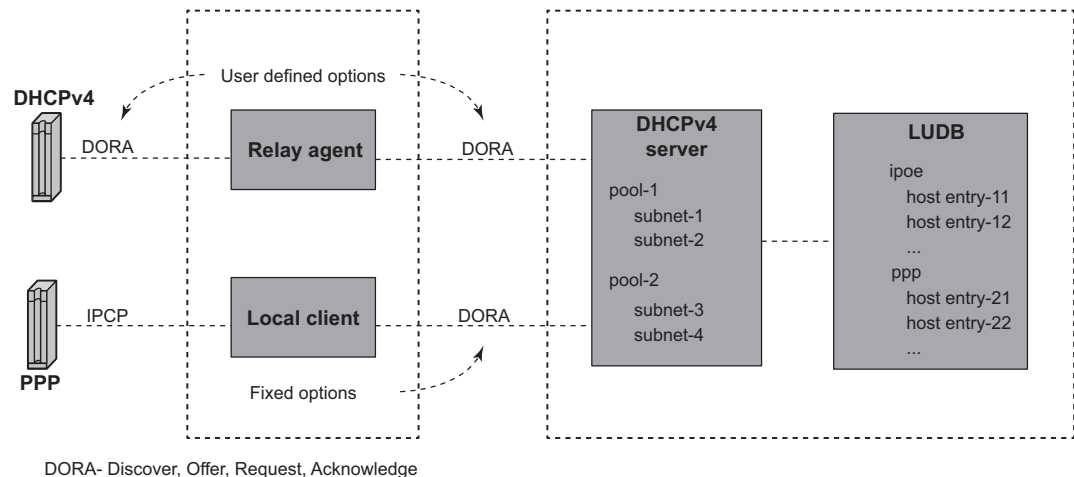 User defined options
DHCPv4
DORA
Relay agent
DORA
IPCP
Local client
DORA
PPP
Fixed options
DHCPv4
server
pool-1
subnet-1
subnet-2
pool-2
subnet-3
subnet-4
LUDB
ipoe
host entry-11
host entry-12
...
ppp
host entry-21
host entry-22
...
DORA- Discover, Offer, Request, Acknowledge